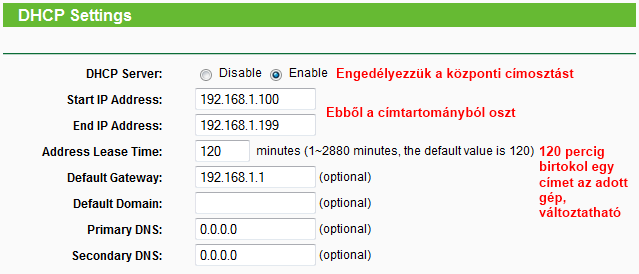 DHCP Settings
DHCP Server: Disable Enable Engedélyezzük a központi címosztást
Start IP Address: 192.168.1.100
Ebből a címtartományból oszt
End IP Address: 192.168.1.199
Address Lease Time: 120 minutes (1~2880 minutes, the default value is 120)
120 percig
birtokol egy
címet az adott
gép,
változtatható
Default Gateway: 192.168.1.1 (optional)
Default Domain: (optional)
Primary DNS: 0.0.0.0 (optional)
Secondary DNS: 0.0.0.0 (optional)